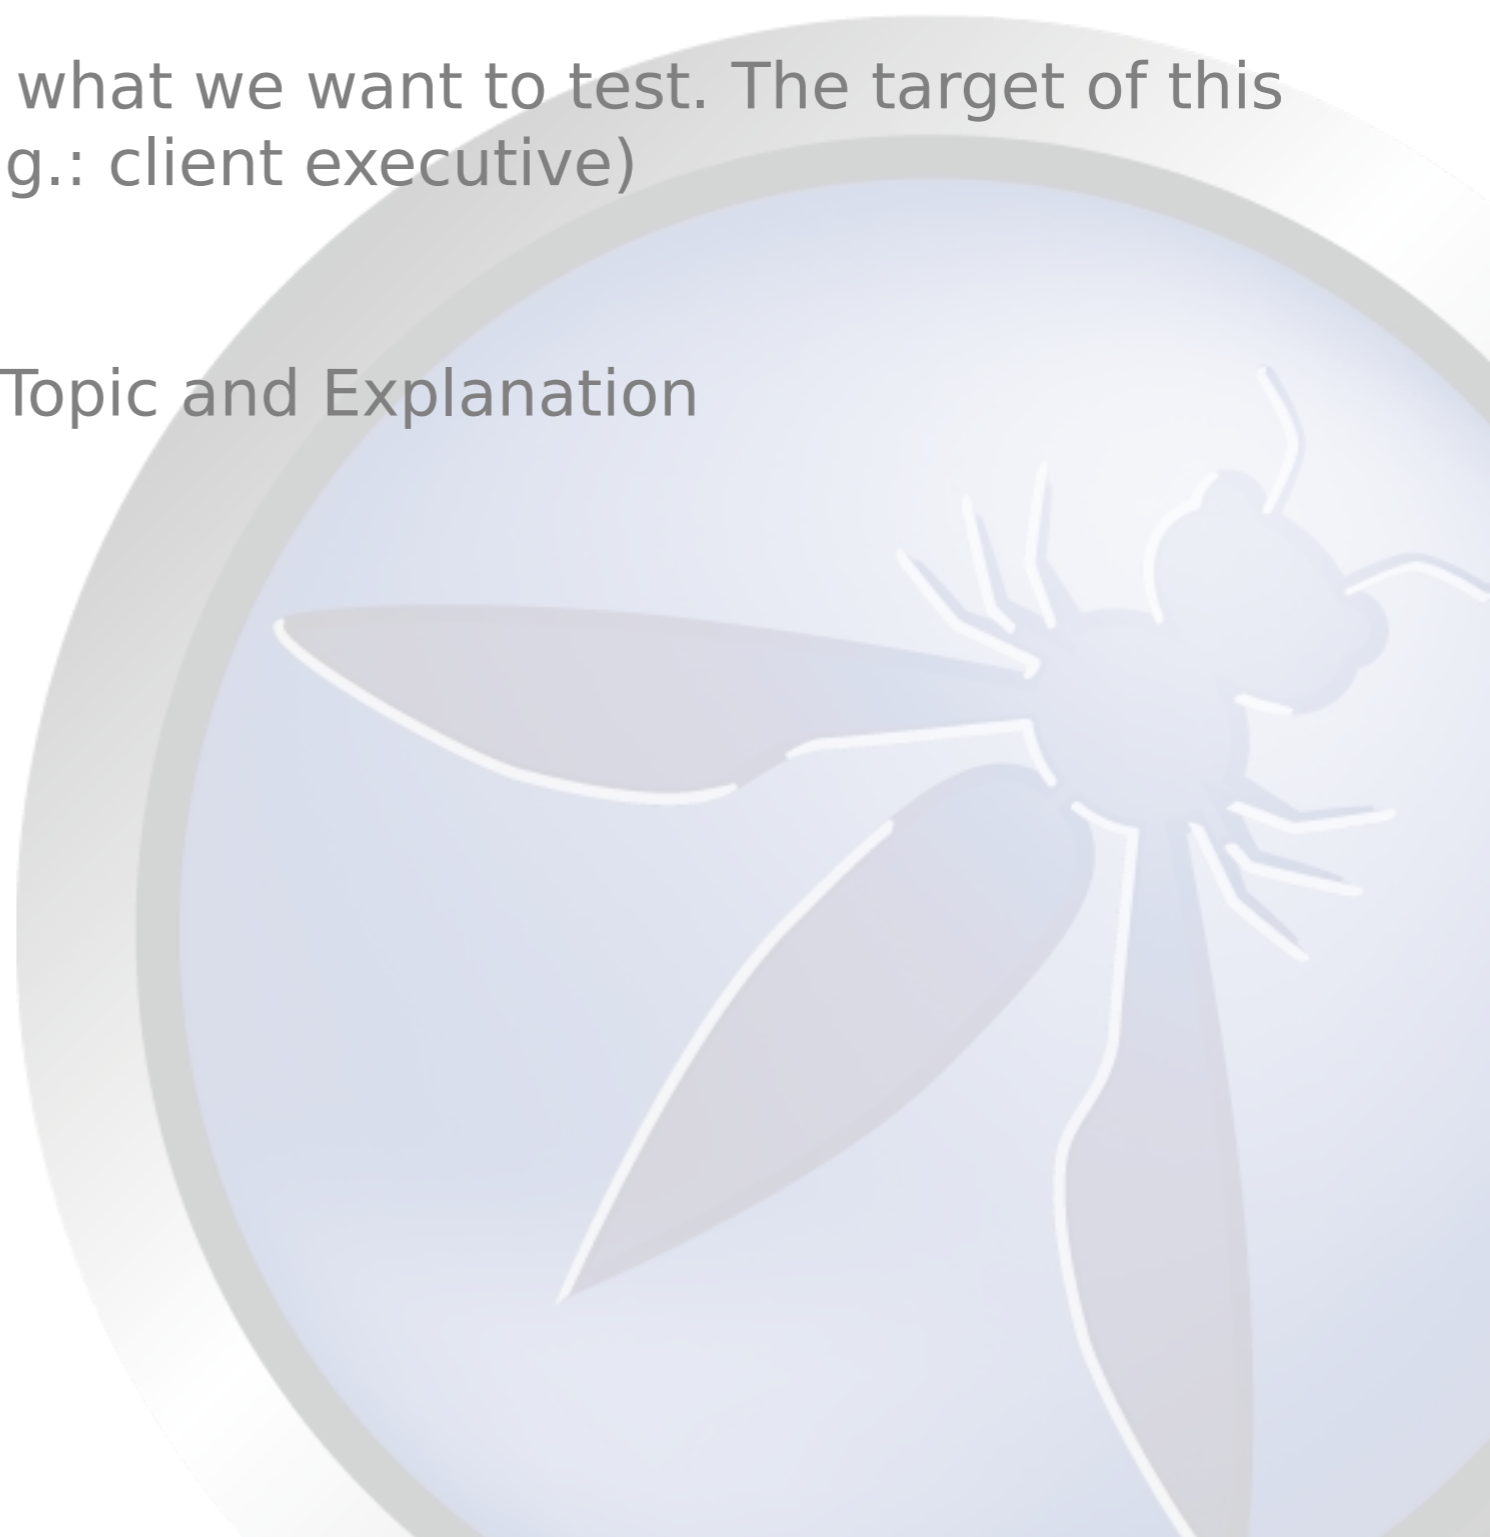 what we want to test. The target of this
g.: client executive)
Topic and Explanation